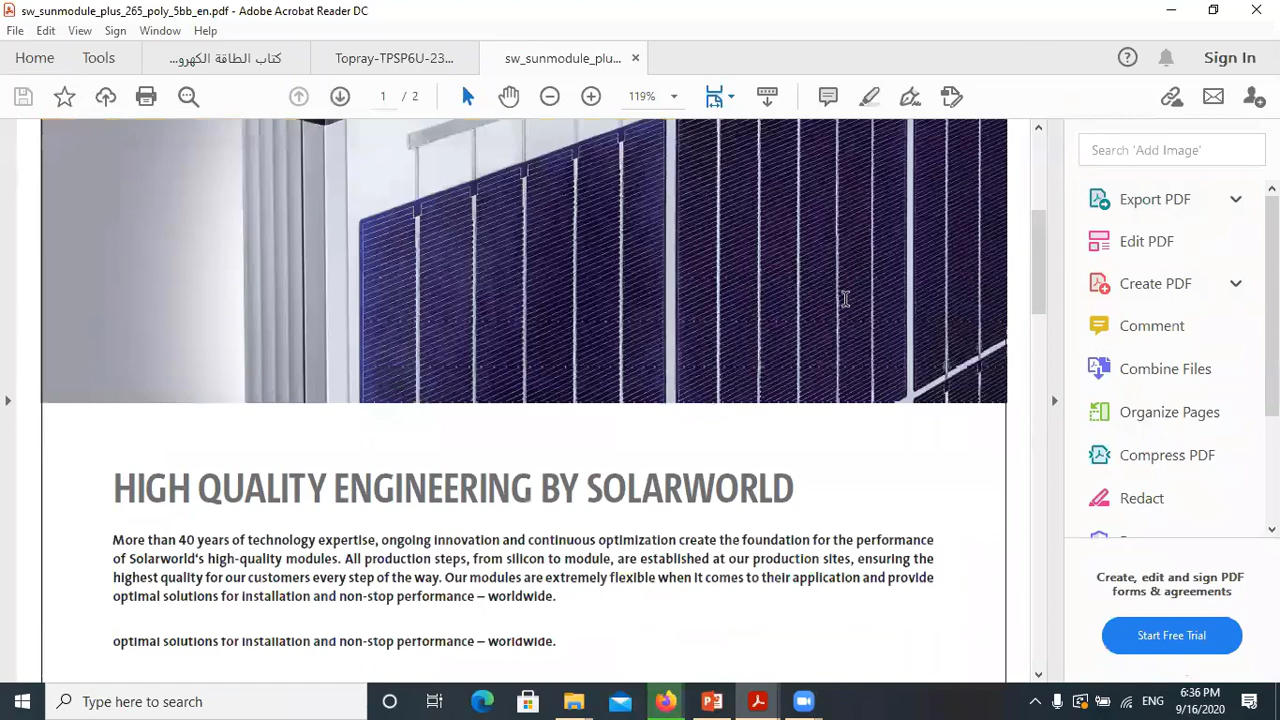 sw_sunmodule_plus_265_poly_5bb_en.pdf - Adobe Acrobat Reader DC
File Edit View Sign Window Help
Home Tools كتاب الطاقة الكهرو... Topray-TPSP6U-23... sw_sunmodule_plu... ×
Sign In
1 / 2 119%
Search 'Add Image'
Export PDF
Edit PDF
Create PDF
Comment
Combine Files
Organize Pages
Compress PDF
Redact
HIGH QUALITY ENGINEERING BY SOLARWORLD
More than 40 years of technology expertise, ongoing innovation and continuous optimization create the foundation for the performance
of Solarworld's high-quality modules. All production steps, from silicon to module, are established at our production sites, ensuring the
highest quality for our customers every step of the way. Our modules are extremely flexible when it comes to their application and provide
optimal solutions for installation and non-stop performance – worldwide.
optimal solutions for installation and non-stop performance – worldwide.
Create, edit and sign PDF
forms & agreements
Start Free Trial
Type here to search
ENG
6:36 PM
9/16/2020